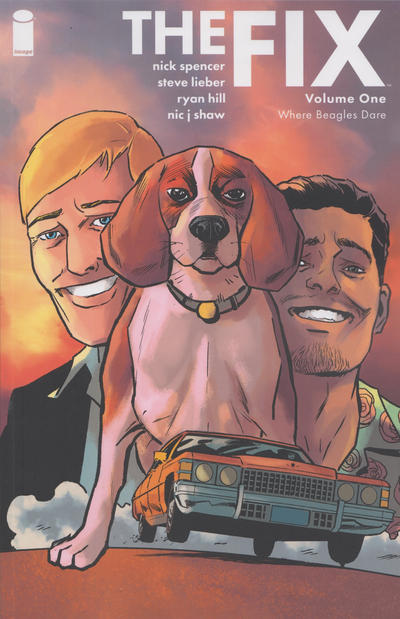 image
THE FIX
nick spencer
steve lieber
ryan hill
nic j shaw
Volume One
Where Beagles Dare